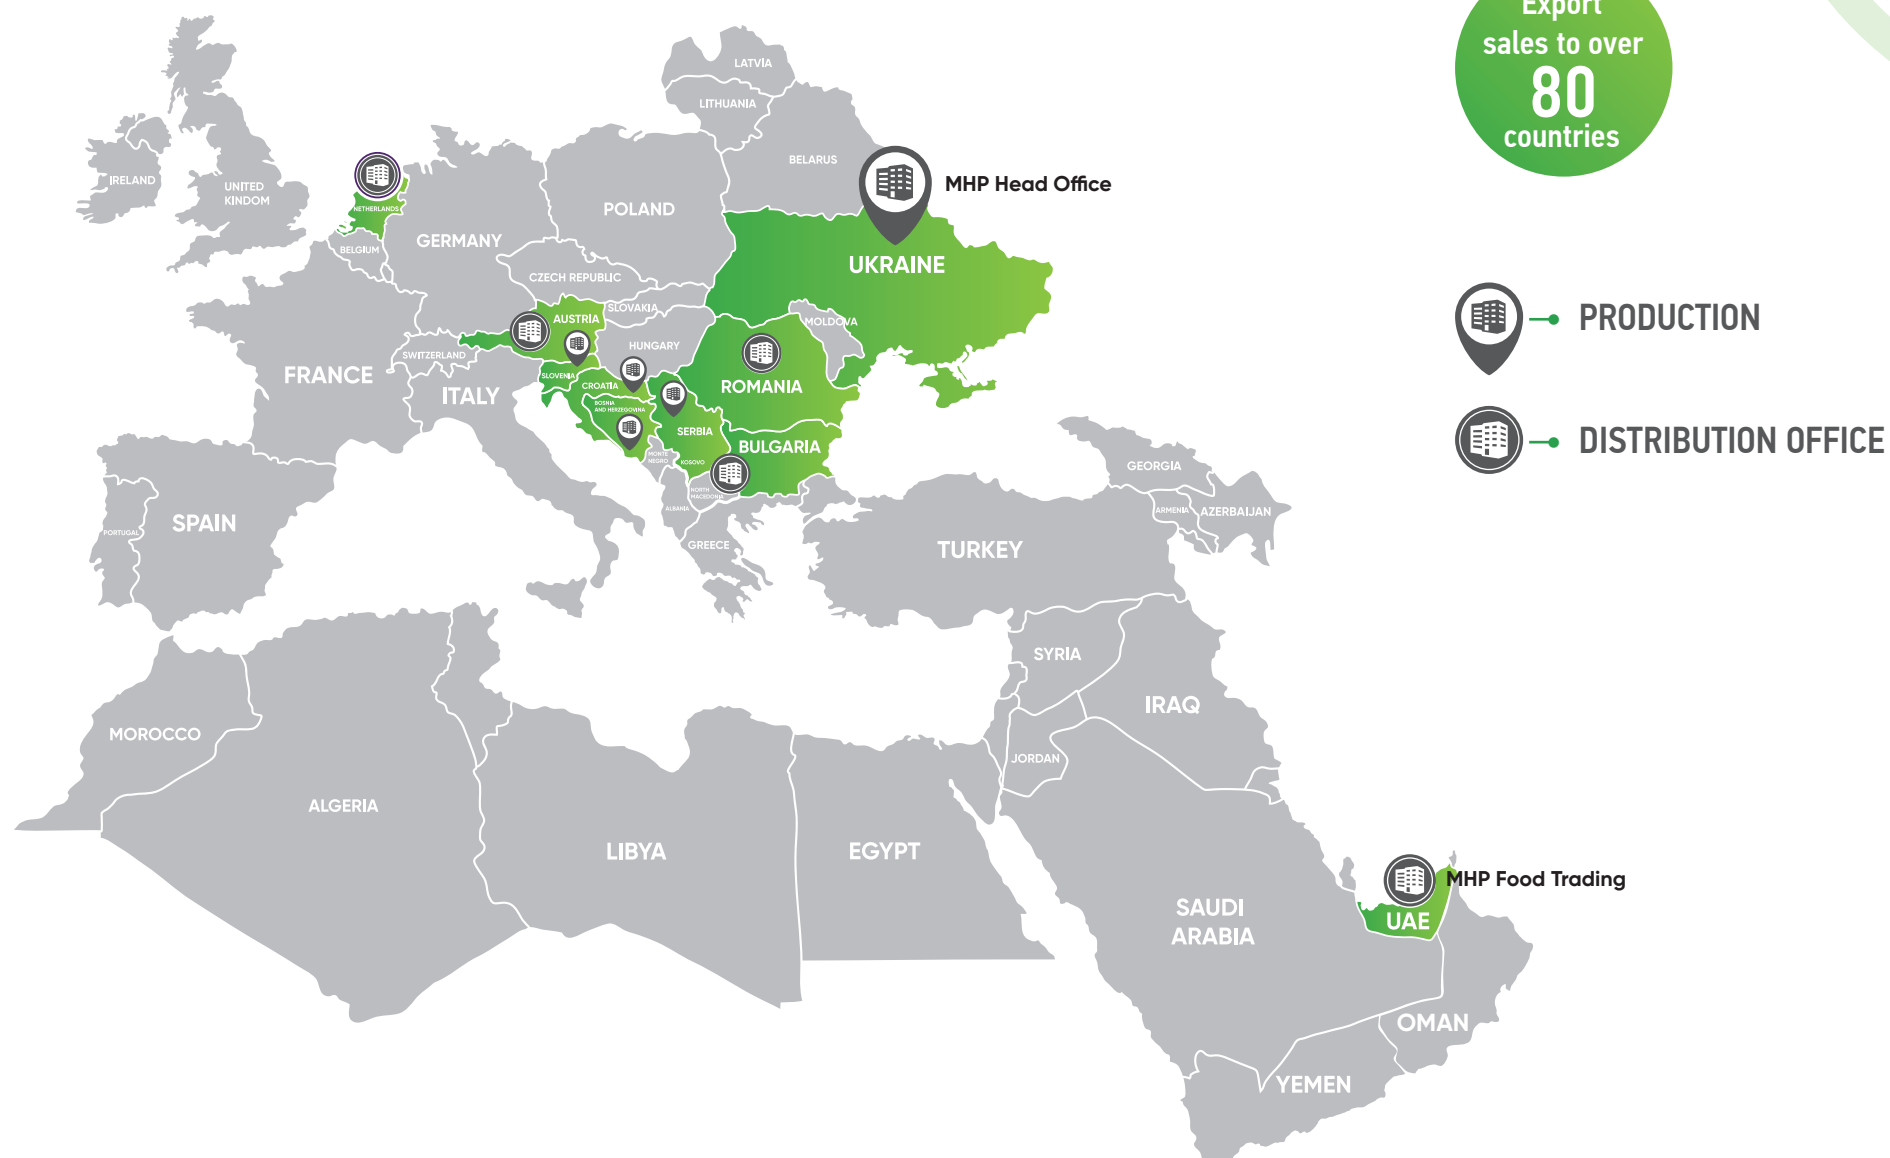 Export
sales to over
80
countries
LATVIA
LITHUANIA
BELARUS
IRELAND
UNITED
KINDOM
NETHERLANDS
BELGIUM
GERMANY
POLAND
MHP Head Office
UKRAINE
CZECH REPUBLIC
SLOVAKIA
AUSTRIA
MOLDOVA
HUNGARY
SWITZERLAND
FRANCE
ITALY
SLOVENIA
CROATIA
ROMANIA
BOSNIA
AND HERZEGOVINA
SERBIA
BULGARIA
MONTE
NEGRO
KOSOVO
NORTH
MACEDONIA
ALBANIA
GREECE
PRODUCTION
DISTRIBUTION OFFICE
PORTUGAL
SPAIN
TURKEY
GEORGIA
ARMENIA
AZERBAIJAN
SYRIA
IRAQ
JORDAN
MOROCCO
ALGERIA
LIBYA
EGYPT
SAUDI
ARABIA
MHP Food Trading
UAE
OMAN
YEMEN